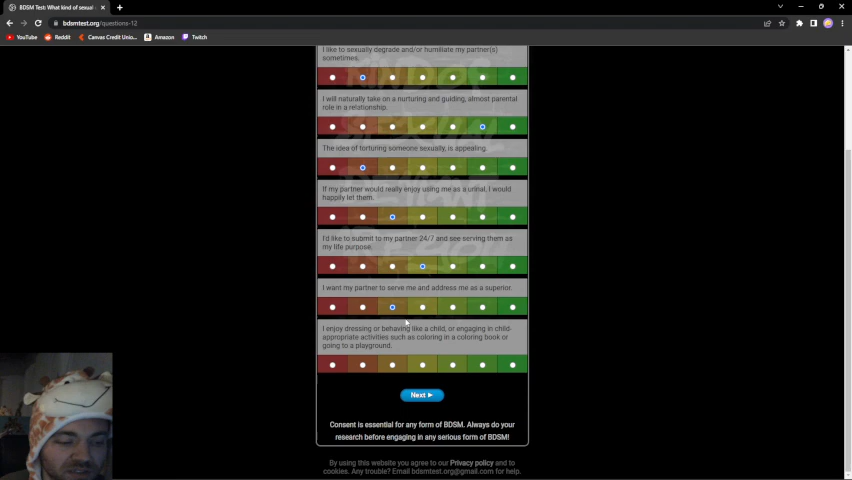 BDSM Test: What kind of sexual
bdsmtest.org/questions-12
YouTube Reddit Canvas Credit Unio... Amazon Twitch
I like to sexually degrade and/or humiliate my partner(s)
sometimes.
I will naturally take on a nurturing and guiding, almost parental
role in a relationship.
The idea of torturing someone sexually, is appealing.
If my partner would really enjoy using me as a urinal, I would
happily let them.
I'd like to submit to my partner 24/7 and see serving them as
my life purpose.
I want my partner to serve me and address me as a superior.
I enjoy dressing or behaving like a child, or engaging in child-
appropriate activities such as coloring in a coloring book or
going to a playground.
Next
Consent is essential for any form of BDSM. Always do your
research before engaging in any serious form of BDSM!
By using this website you agree to our Privacy policy and to
cookies. Any trouble? Email bdsmtest.org@gmail.com for help.